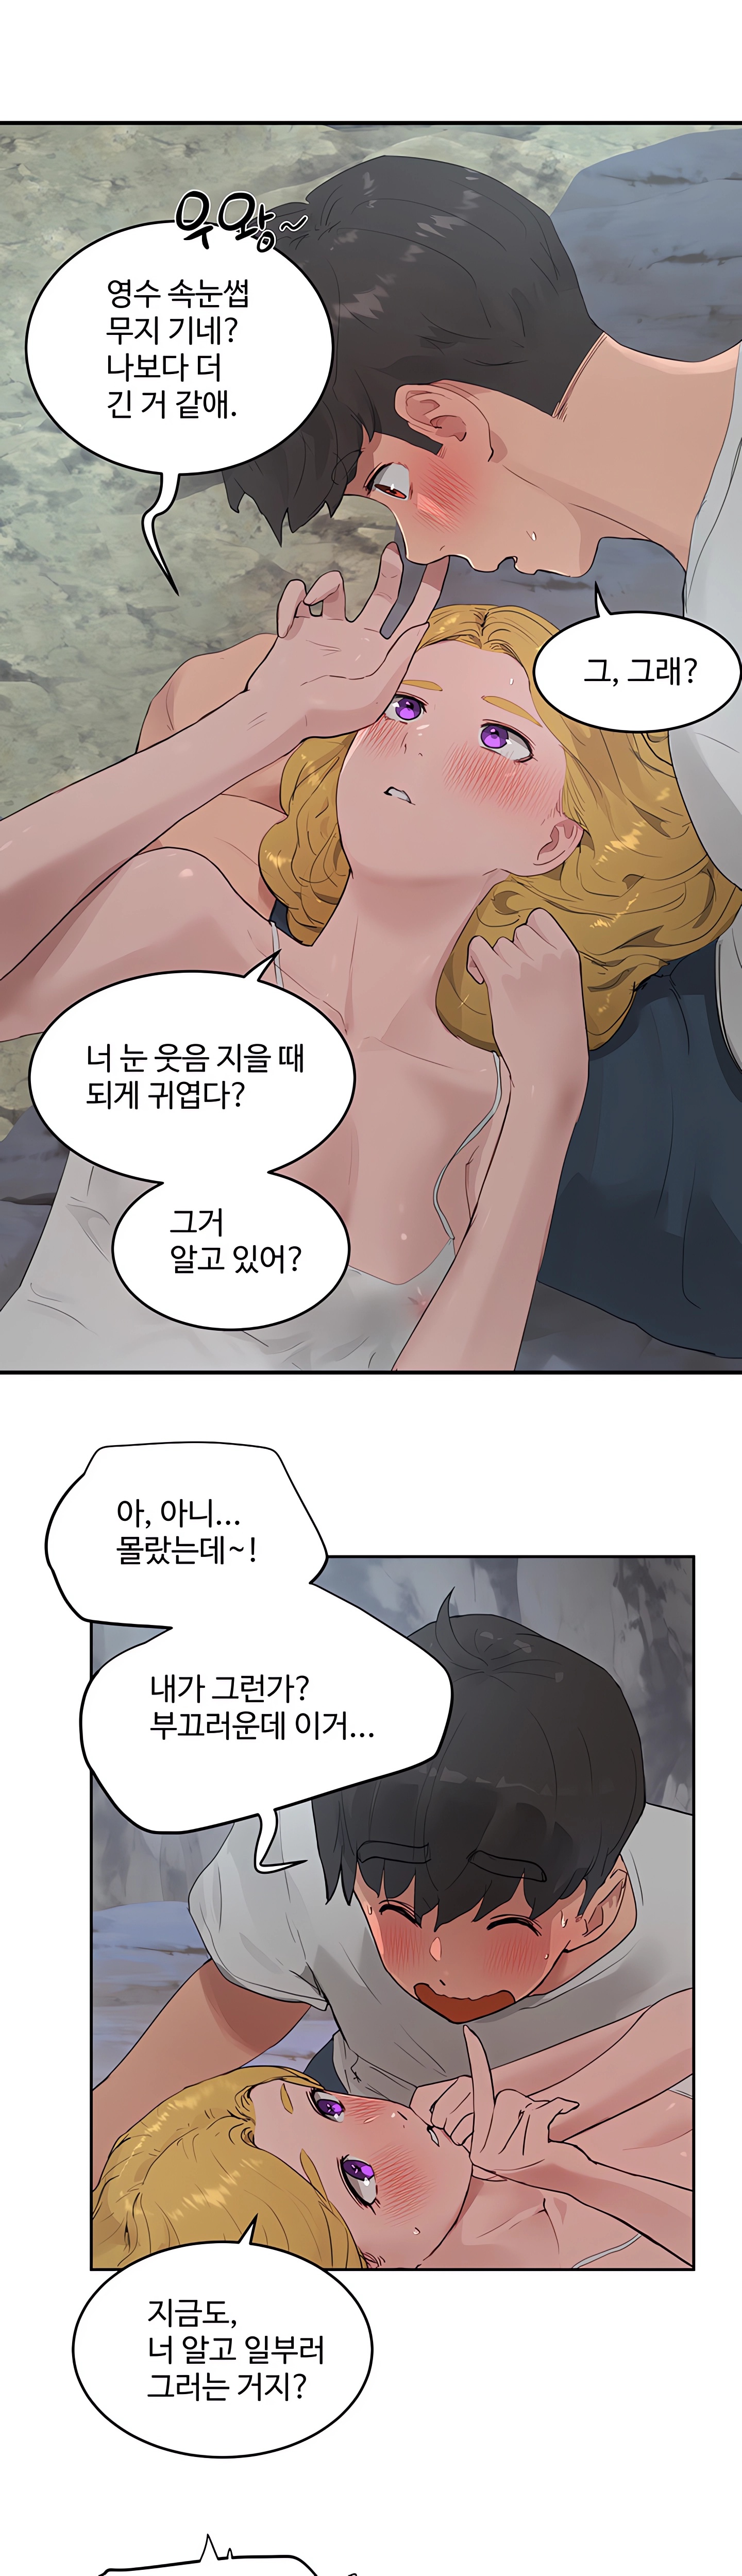 우왕~
영수 속눈썹
무지 기네?
나보다 더
긴 거 같애.
그, 그래?
너 눈 웃음 지을 때
되게 귀엽다?
그거
알고 있어?
아, 아니...
몰랐는데~!
내가 그런가?
부끄러운데 이거...
지금도,
너 알고 일부러
그러는 거지?